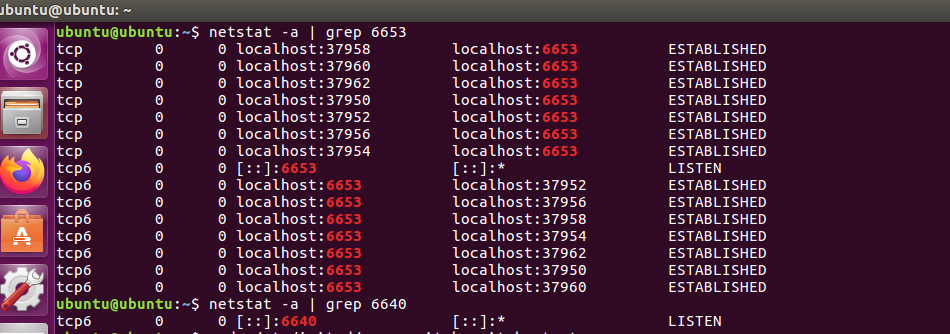 ubuntu@ubuntu: ~
ubuntu@ubuntu:~$ netstat -a | grep 6653
tcp 0 0 localhost:37958 localhost:6653 ESTABLISHED
tcp 0 0 localhost:37960 localhost:6653 ESTABLISHED
tcp 0 0 localhost:37962 localhost:6653 ESTABLISHED
tcp 0 0 localhost:37950 localhost:6653 ESTABLISHED
tcp 0 0 localhost:37952 localhost:6653 ESTABLISHED
tcp 0 0 localhost:37956 localhost:6653 ESTABLISHED
tcp 0 0 localhost:37954 localhost:6653 ESTABLISHED
tcp6 0 0 [::]:6653 [::]:* LISTEN
tcp6 0 0 localhost:6653 localhost:37952 ESTABLISHED
tcp6 0 0 localhost:6653 localhost:37956 ESTABLISHED
tcp6 0 0 localhost:6653 localhost:37958 ESTABLISHED
tcp6 0 0 localhost:6653 localhost:37954 ESTABLISHED
tcp6 0 0 localhost:6653 localhost:37962 ESTABLISHED
tcp6 0 0 localhost:6653 localhost:37950 ESTABLISHED
tcp6 0 0 localhost:6653 localhost:37960 ESTABLISHED
ubuntu@ubuntu:~$ netstat -a | grep 6640
tcp6 0 0 [::]:6640 [::]:* LISTEN